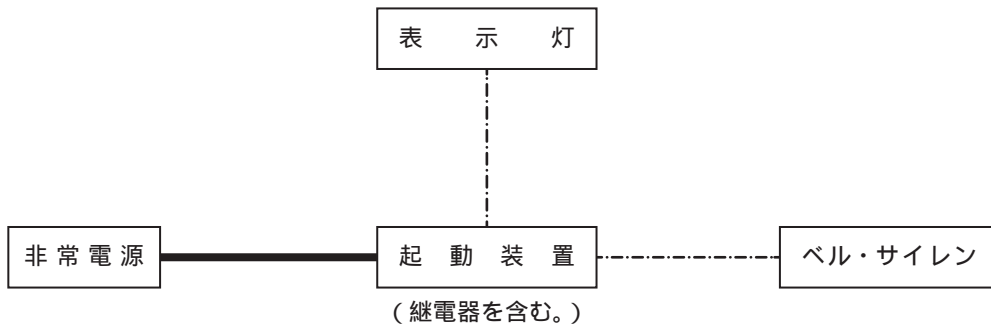 表示灯
非常電源
起動装置
ベル・サイレン
(継電器を含む。)